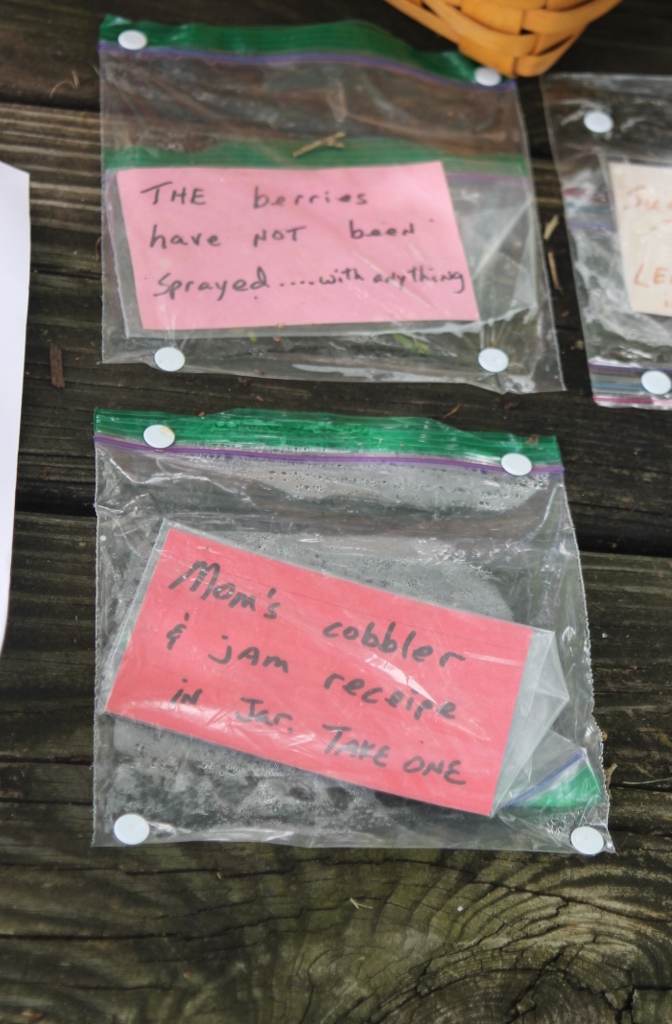 THE berries
have NOT been
sprayed....with anything
Mom's cobbler
& jAM receipe
in Jar. TAKE ONE